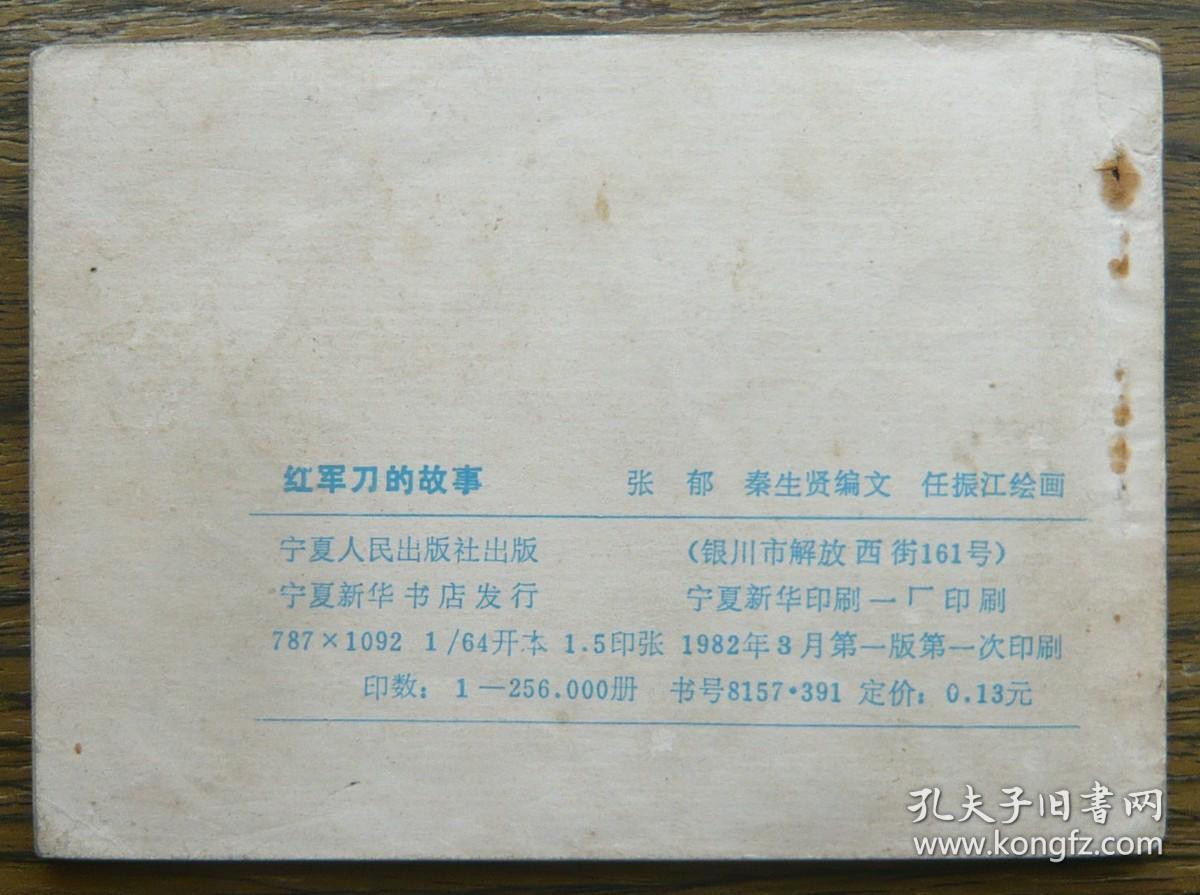 红军刀的故事 张 郁 秦生贤编文 任振江绘画
宁夏人民出版社出版 (银川市解放西街161号)
宁夏新华书店发行 宁夏新华印刷一厂印刷
787×1092 1/64开本 1.5印张 1982年3月第一版第一次印刷
印数:1—256.000册 书号8157·391 定价:0.13元
孔夫子旧書网
www.kongfz.com